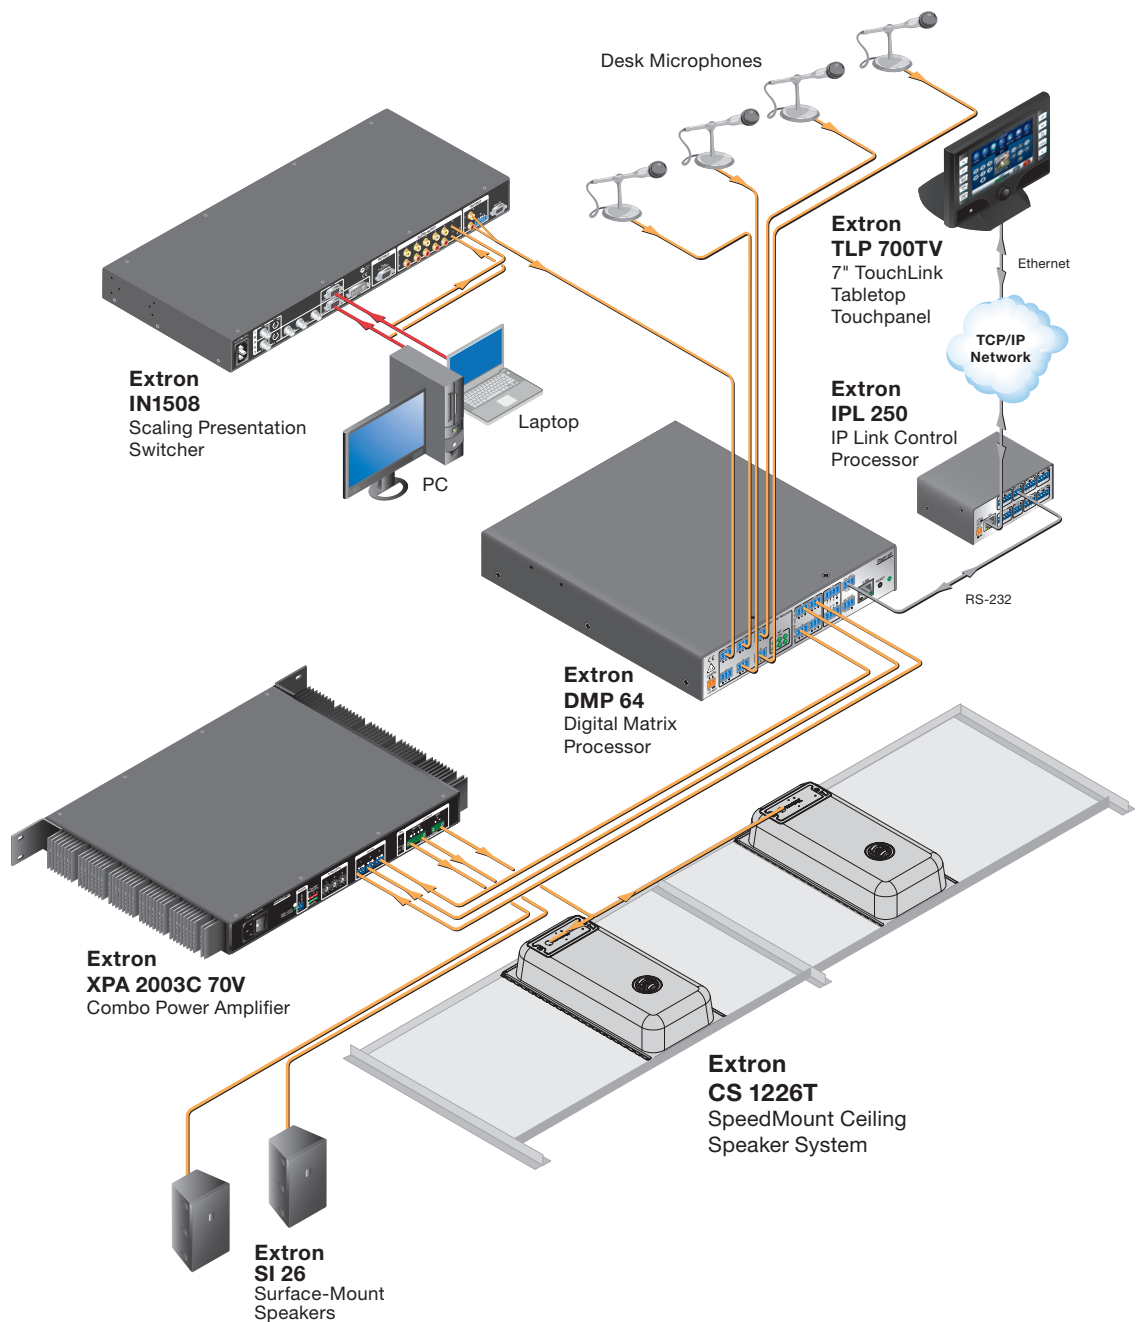 Desk Microphones
Extron
TLP 700TV
7" TouchLink
Tabletop
Touchpanel
Ethernet
TCP/IP
Network
Extron
IN1508
Scaling Presentation
Switcher
Laptop
PC
Extron
IPL 250
IP Link Control
Processor
RS-232
Extron
DMP 64
Digital Matrix
Processor
Extron
XPA 2003C 70V
Combo Power Amplifier
Extron
CS 1226T
SpeedMount Ceiling
Speaker System
Extron
SI 26
Surface-Mount
Speakers